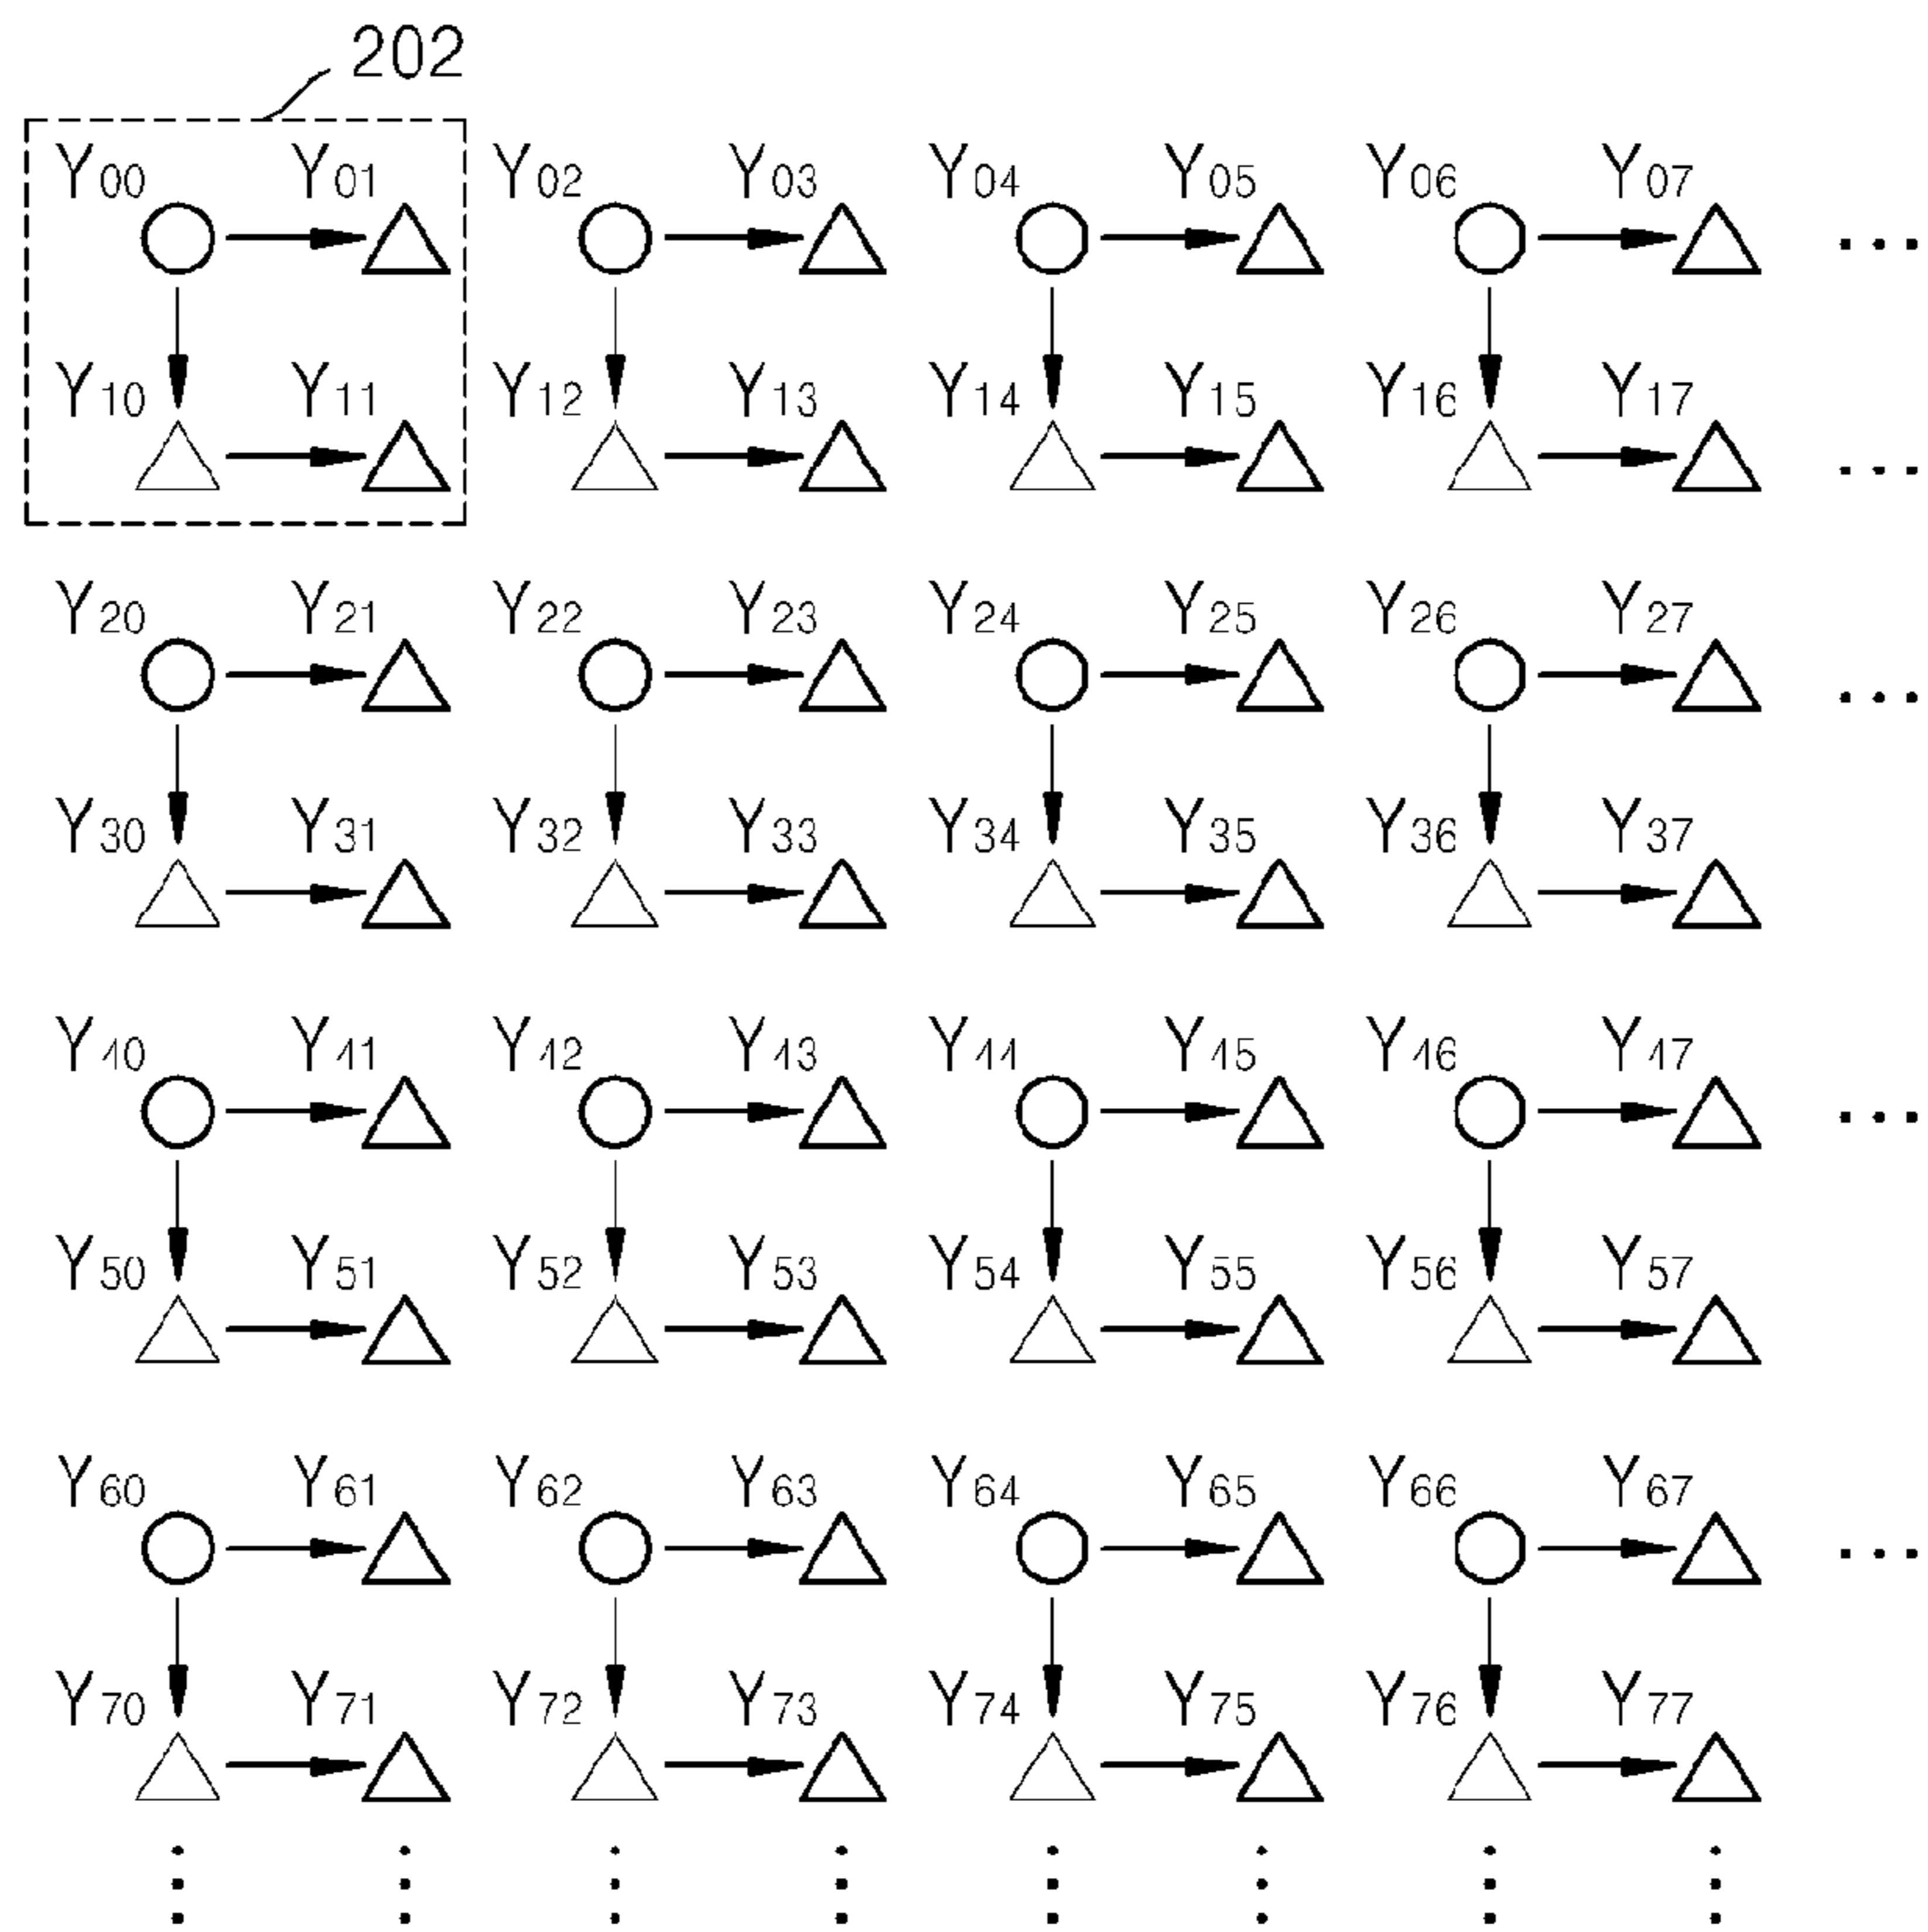 202
Y00 Y01 Y02 Y03 Y04 Y05 Y06 Y07
...
Y10 Y11 Y12 Y13 Y14 Y15 Y16 Y17
...
Y20 Y21 Y22 Y23 Y24 Y25 Y26 Y27
...
Y30 Y31 Y32 Y33 Y34 Y35 Y36 Y37
Y40 Y41 Y42 Y43 Y44 Y45 Y46 Y47
...
Y50 Y51 Y52 Y53 Y54 Y55 Y56 Y57
Y60 Y61 Y62 Y63 Y64 Y65 Y66 Y67
...
Y70 Y71 Y72 Y73 Y74 Y75 Y76 Y77